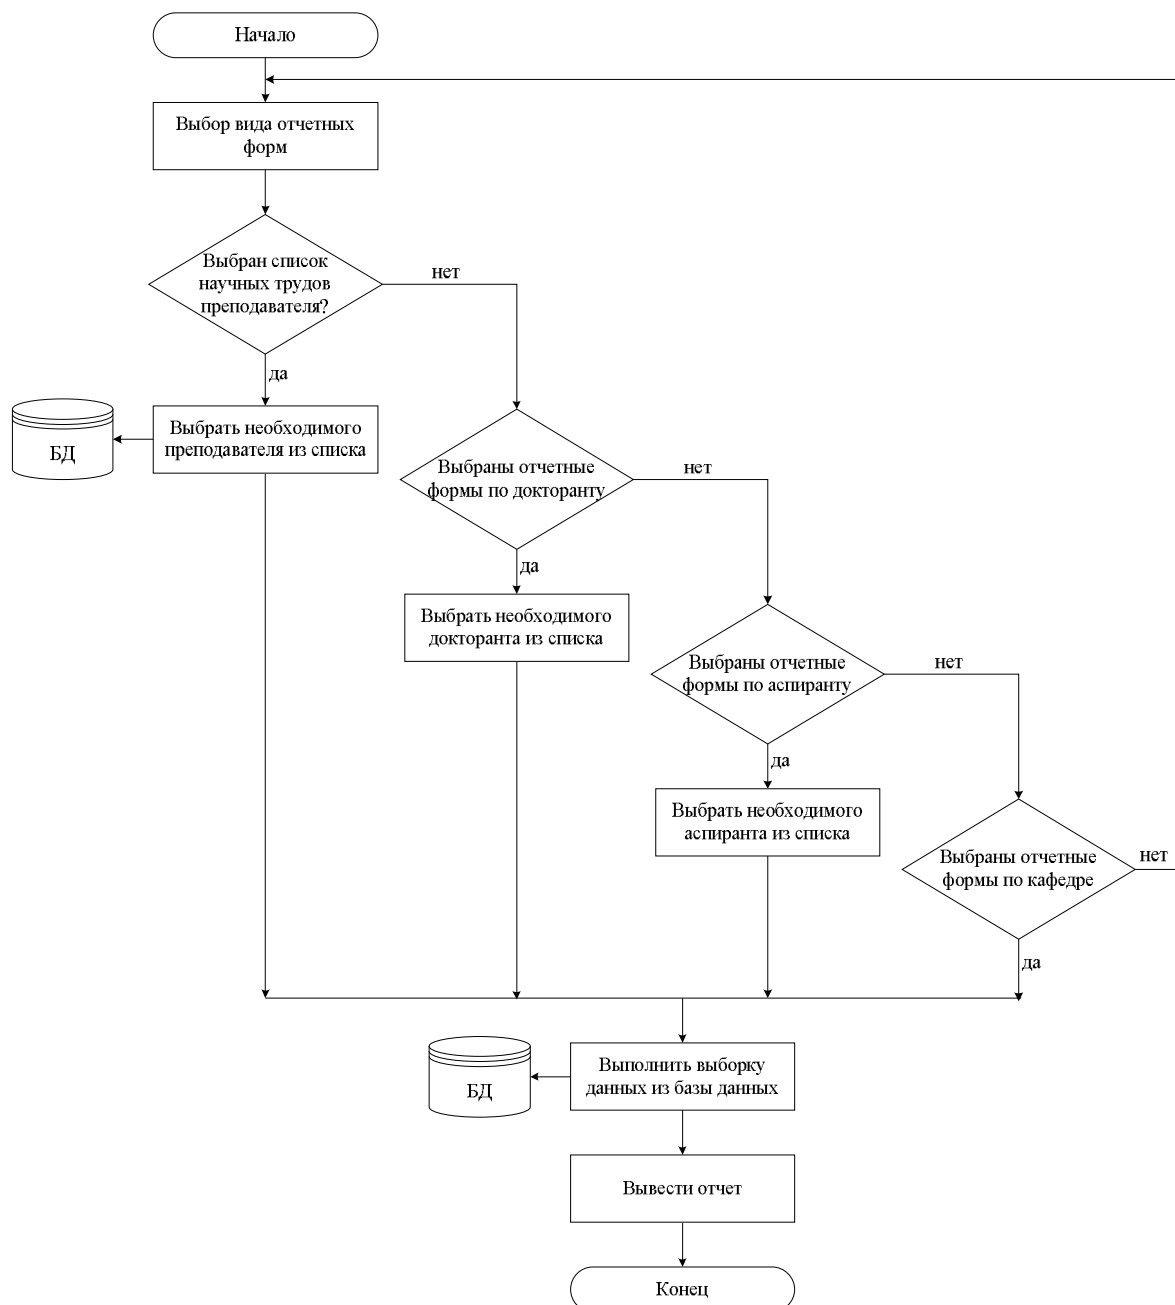 Начало
Выбор вида отчетных
форм
Выбран список
научных трудов
преподавателя?
нет
да
БД
Выбрать необходимого
преподавателя из списка
Выбраны отчетные
формы по докторанту
нет
да
Выбрать необходимого
докторанта из списка
Выбраны отчетные
формы по аспиранту
нет
да
Выбрать необходимого
аспиранта из списка
Выбраны отчетные
формы по кафедре
нет
да
БД
Выполнить выборку
данных из базы данных
Вывести отчет
Конец